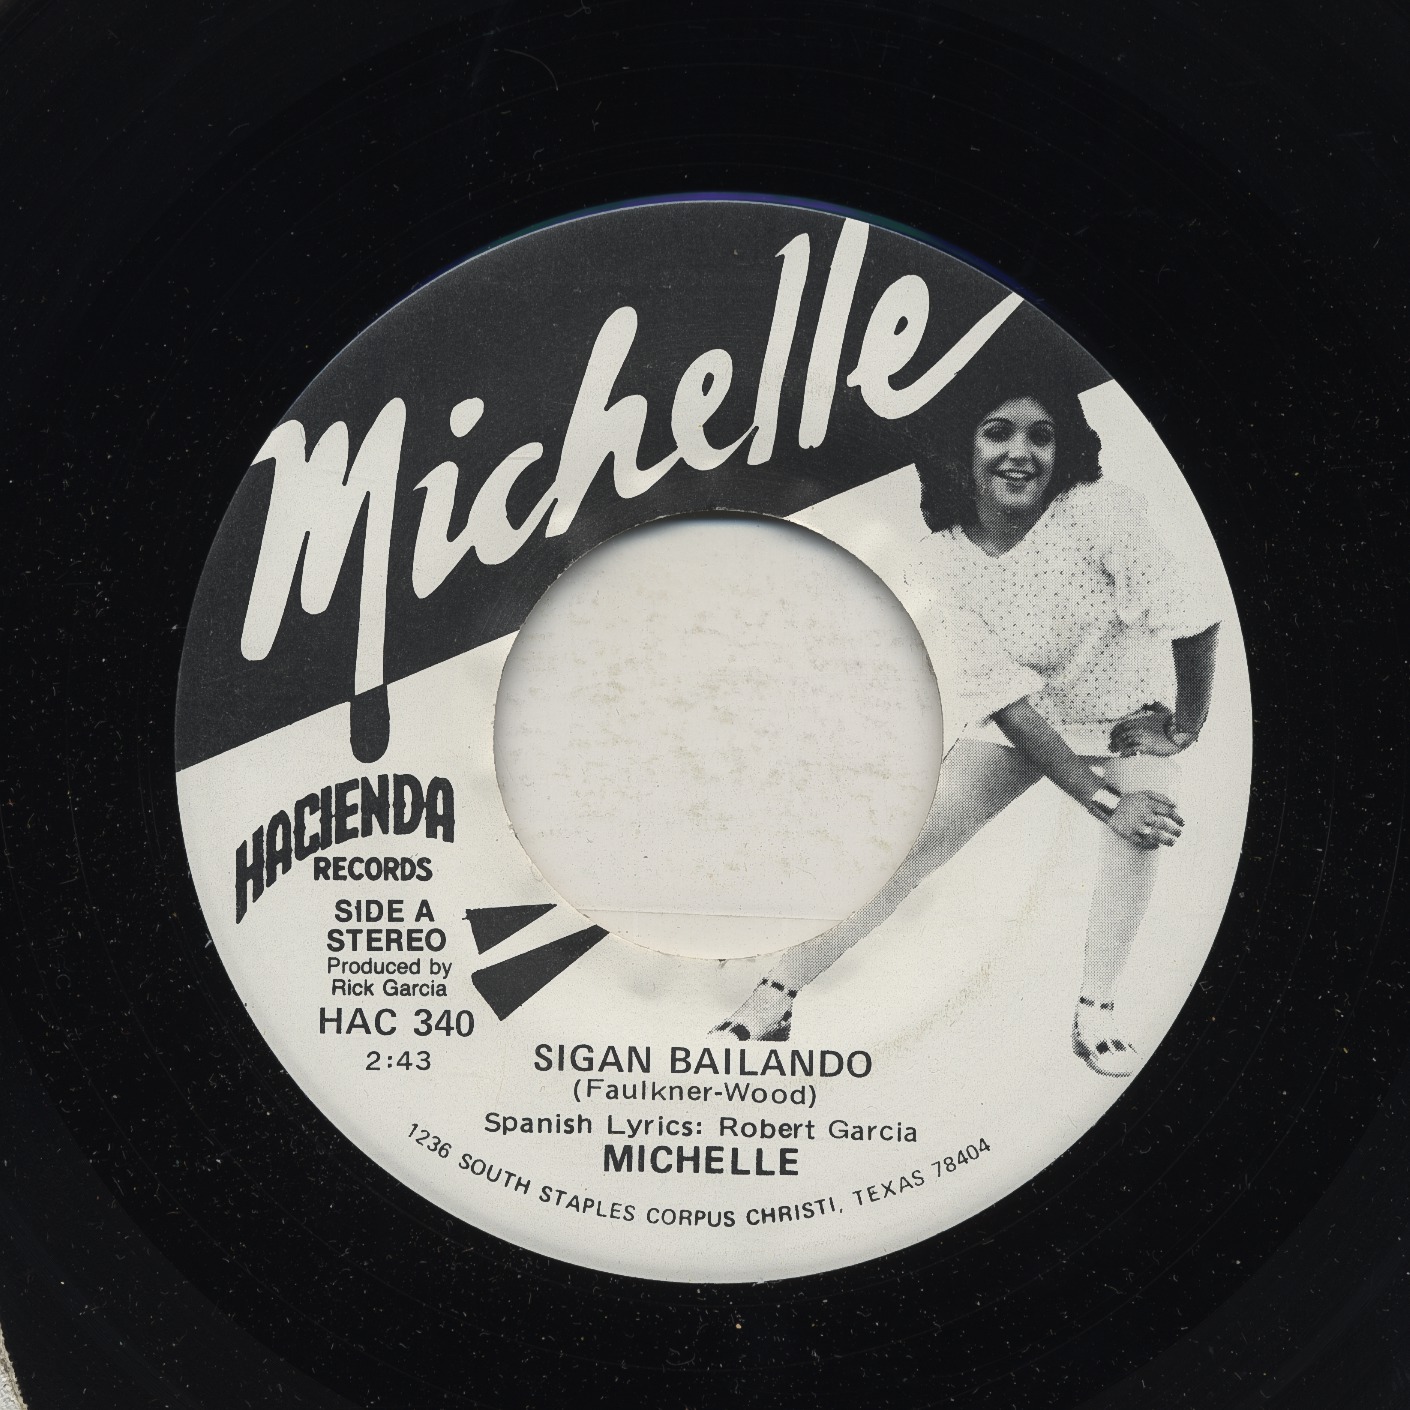 Michelle
HACIENDA
RECORDS
SIDE A
STEREO
Produced by
Rick Garcia
HAC 340
2:43
SIGAN BAILANDO
(Faulkner-Wood)
Spanish Lyrics: Robert Garcia
MICHELLE
1236 SOUTH STAPLES CORPUS CHRISTI, TEXAS 78404